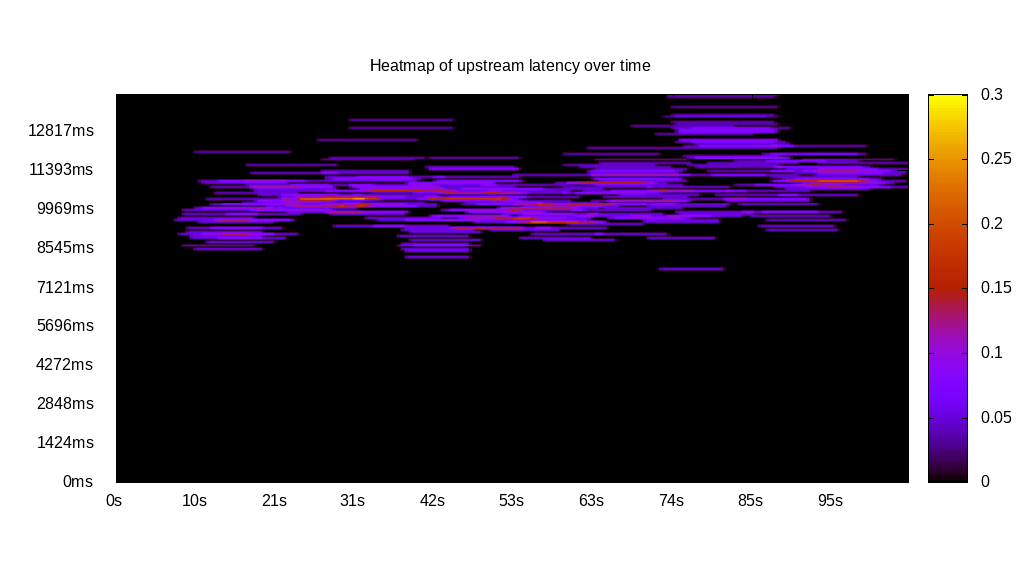 Heatmap of upstream latency over time
12817ms
11393ms
9969ms
8545ms
7121ms
5696ms
4272ms
2848ms
1424ms
0ms
0s 10s 21s 31s 42s 53s 63s 74s 85s 95s
0.3
0.25
0.2
0.15
0.1
0.05
0